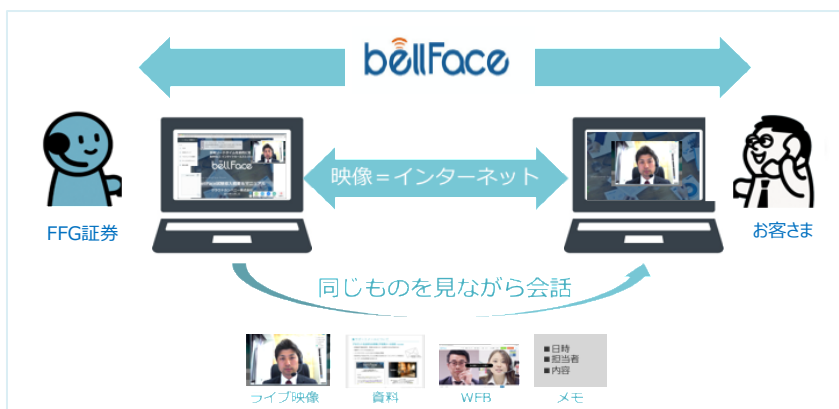 bellFace
bellFace
映像=インターネット
FFG証券
お客さま
同じものを見ながら会話
■日時
■担当者
■内容
ライブ映像
資料
WEB
メモ